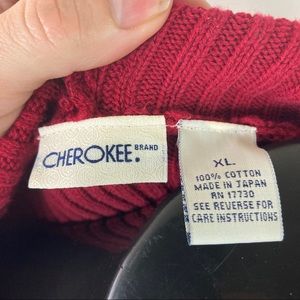 CHEROKEE. BRAND
XL
100% COTTON
MADE IN JAPAN
RN 17730
SEE REVERSE FOR
CARE INSTRUCTIONS